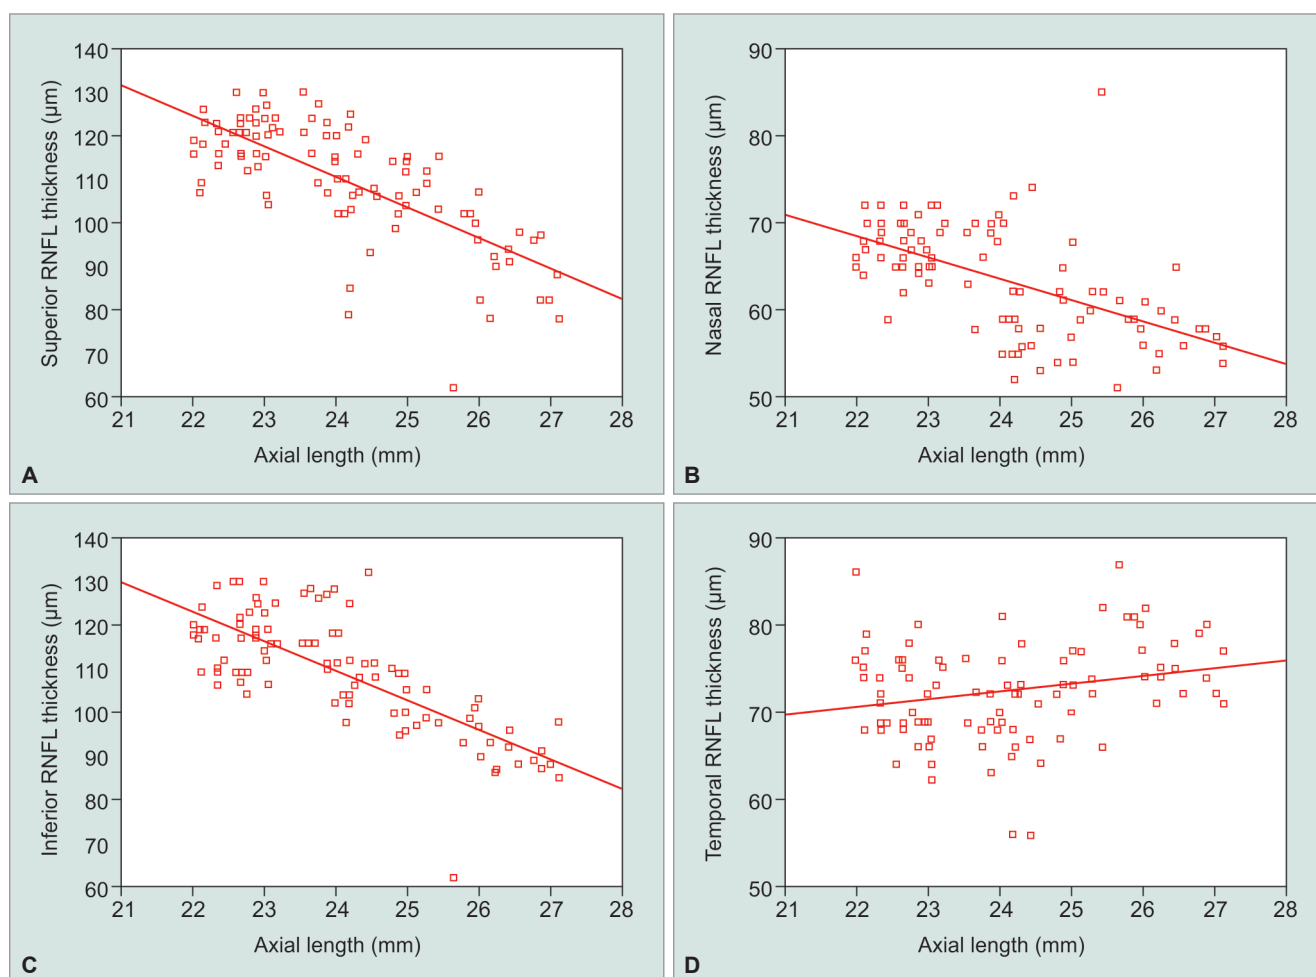 Superior RNFL thickness (μm)
140
130
120
110
100
90
80
70
60
21 22 23 24 25 26 27 28
Axial length (mm)
A
Nasal RNFL thickness (μm)
90
80
70
60
50
21 22 23 24 25 26 27 28
Axial length (mm)
B
Inferior RNFL thickness (μm)
140
130
120
110
100
90
80
70
60
21 22 23 24 25 26 27 28
Axial length (mm)
C
Temporal RNFL thickness (μm)
90
80
70
60
50
21 22 23 24 25 26 27 28
Axial length (mm)
D